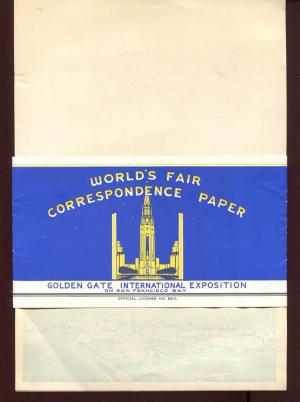 WORLD'S FAIR
CORRESPONDENCE PAPER
GOLDEN GATE INTERNATIONAL EXPOSITION
ON SAN FRANCISCO BAY
OFFICIAL LICENSE NO.